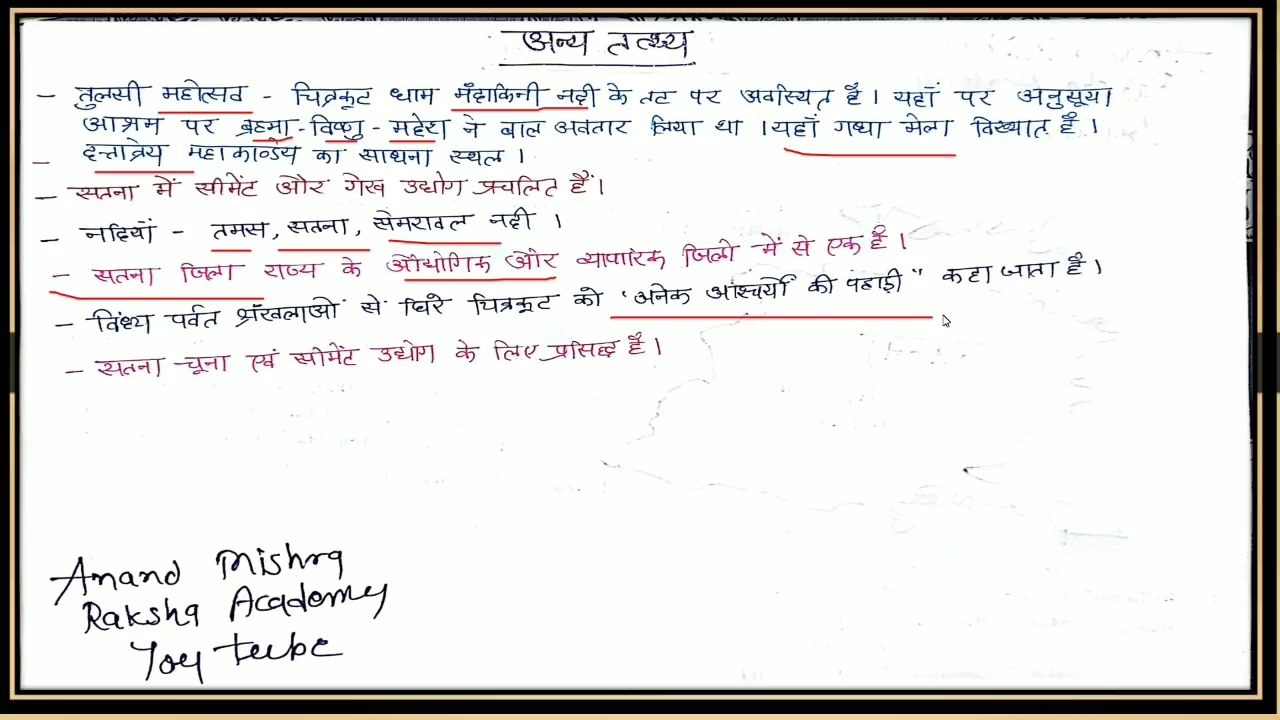 अन्य तथ्य
- तुलसी महोत्सव - चित्रकूट धाम मँदाकिनी नदी के तट पर अवस्थित है। यहाँ पर अनुसूया
आश्रम पर ब्रहमा-विष्णु-महेश ने बाल अवतार लिया था। यहाँ गधा मेला विख्यात है।
- दत्तात्रेय महाकाण्डेय का साधना स्थल।
- सतना में सीमेंट और गेरू उद्योग प्रचलित हैं।
- नदियाँ - तमस, सतना, सेमरावल नदी।
- सतना जिला राज्य के औद्योगिक और व्यापारिक जिलो में से एक है।
- विंध्य पर्वत श्रृंखलाओं से घिरे चित्रकूट को "अनेक आश्चर्यों की पहाड़ी" कहा जाता है।
- सतना चूना एवं सीमेंट उद्योग के लिए प्रसिद्ध है।
Anand Mishra
Raksha Academy
You tube